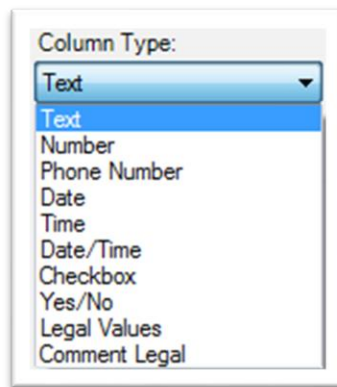 Column Type:
Text
Text
Number
Phone Number
Date
Time
Date/Time
Checkbox
Yes/No
Legal Values
Comment Legal